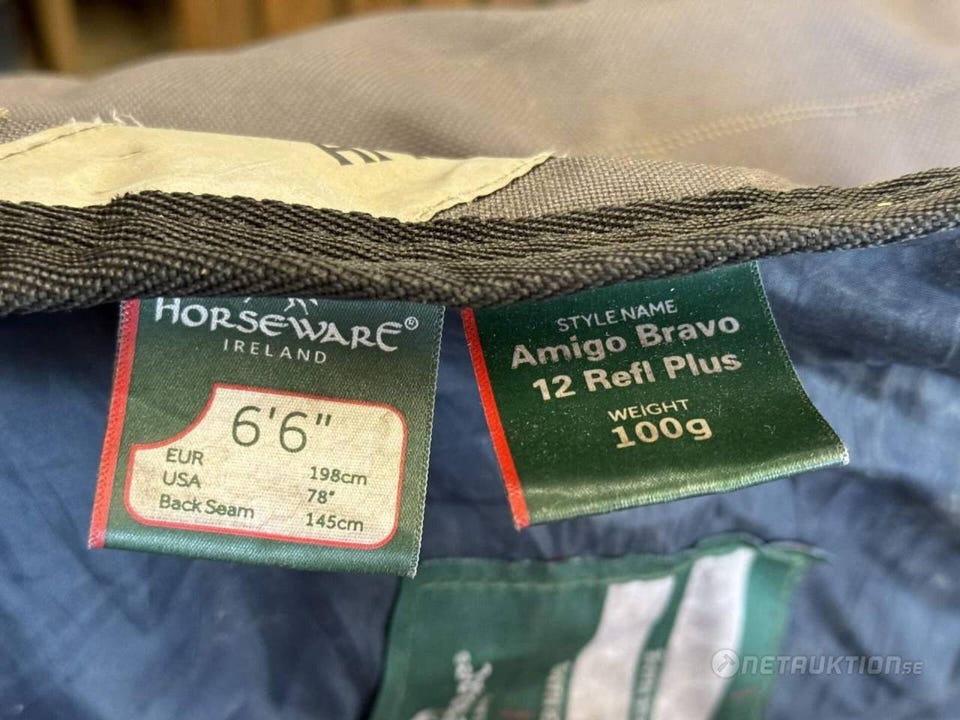 HORSEWARE®
IRELAND
6'6"
EUR 198cm
USA 78"
Back Seam 145cm
STYLE NAME
Amigo Bravo
12 Refl Plus
WEIGHT
100g
NETAUKTION.SE